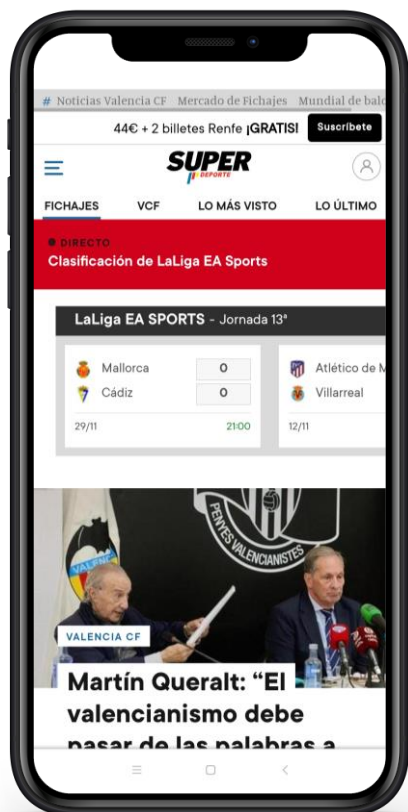 # Noticias Valencia CF Mercado de Fichajes Mundial de balo
44€ + 2 billetes Renfe ¡GRATIS! Suscríbete
SUPER
DEPORTE
FICHAJES VCF LO MÁS VISTO LO ÚLTIMO
DIRECTO
Clasificación de LaLiga EA Sports
LaLiga EA SPORTS - Jornada 13ª
Mallorca 0
Cádiz 0
29/11 21:00
Atlético de M
Villarreal
12/11
PENYES VALENCIANISTES
VALENCIA
VALENCIA CF
Martín Queralt: “El
valencianismo debe
pasar de las palabras a